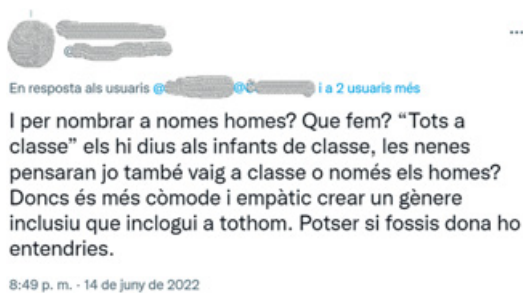 En resposta als usuaris @ @ i a 2 usuaris més
I per nombrar a nomes homes? Que fem? “Tots a
classe” els hi dius als infants de classe, les nenes
pensaran jo també vaig a classe o només els homes?
Doncs és més còmode i empàtic crear un gènere
inclusiu que inclogui a tothom. Potser si fossis dona ho
entendries.
8:49 p. m. · 14 de juny de 2022